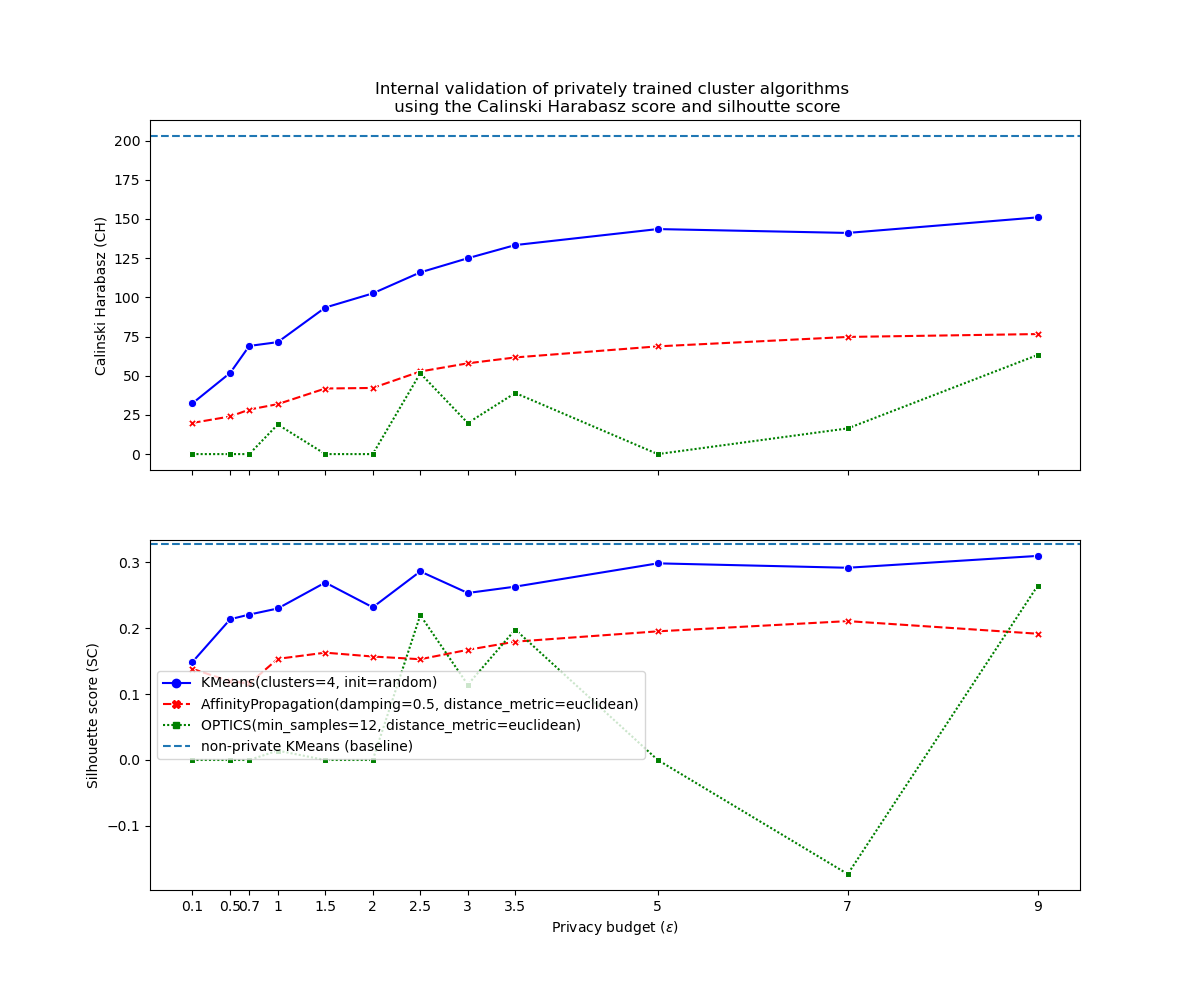 Internal validation of privately trained cluster algorithms
using the Calinski Harabasz score and silhoutte score
200
175
150
125
100
75
50
25
0
Calinski Harabasz (CH)
0.3
0.2
0.1
0.0
−0.1
Silhouette score (SC)
KMeans(clusters=4, init=random)
AffinityPropagation(damping=0.5, distance_metric=euclidean)
OPTICS(min_samples=12, distance_metric=euclidean)
non-private KMeans (baseline)
0.1 0.5 0.7 1 1.5 2 2.5 3 3.5 5 7 9
Privacy budget (ε)